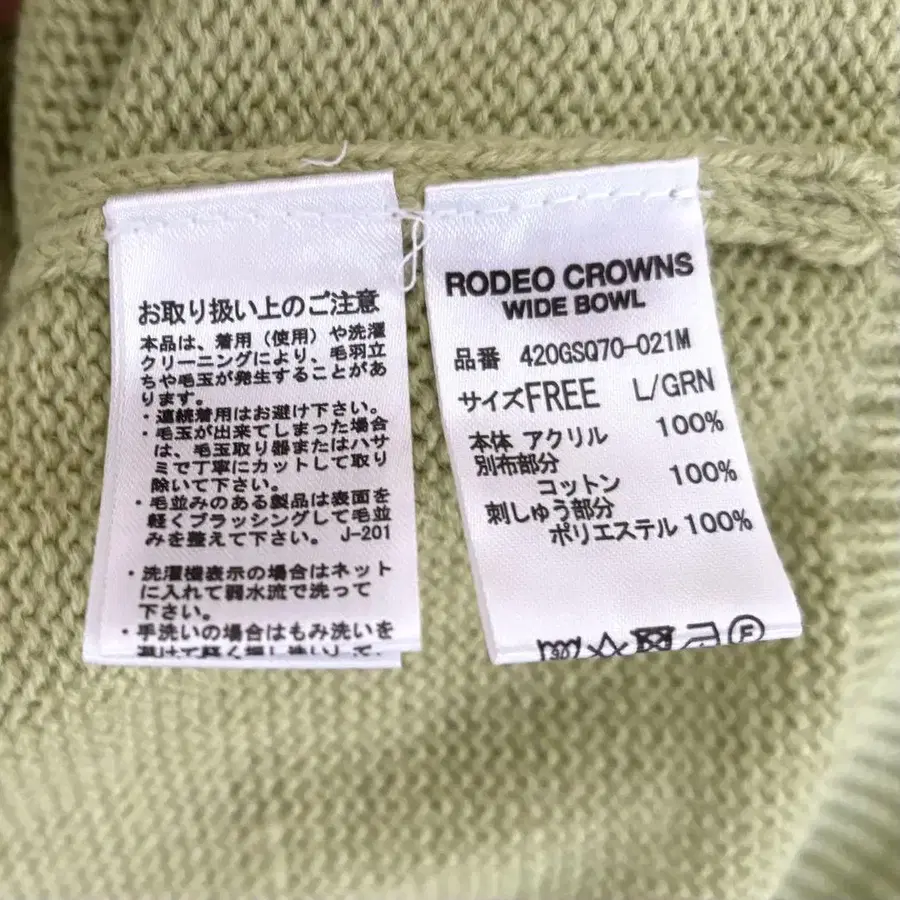 お取り扱い上のご注意
本品は、着用（使用）や洗濯
クリーニングにより、毛羽立
ちや毛玉が発生することがあ
ります。
・連続着用はお避け下さい。
・毛玉が出来てしまった場合
は、毛玉取り器またはハサ
ミで丁寧にカットして取り
除いて下さい。
・毛並みのある製品は表面を
軽くブラッシングして毛並
みを整えて下さい。 J-201
・洗濯機表示の場合はネット
に入れて弱水流で洗って
下さい。
・手洗いの場合はもみ洗いを
避けて軽く押し洗いして、
RODEO CROWNS
WIDE BOWL
品番 420GSQ70-021M
サイズFREE L/GRN
本体 アクリル 100%
別布部分
コットン 100%
刺しゅう部分
ポリエステル 100%
F